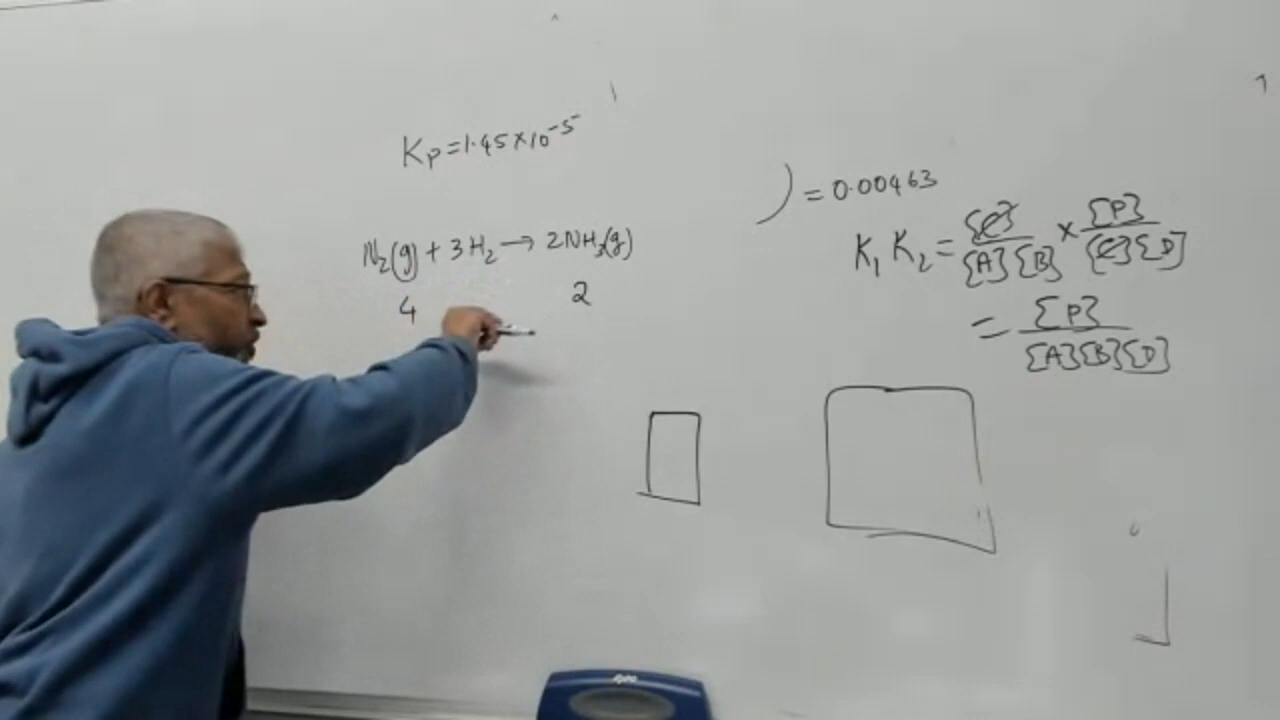 Kp = 1.45 × 10⁻⁵
) = 0.00463
N₂(g) + 3H₂ → 2NH₃(g)
4 2
K₁ K₂ = [C] / [A][B] × [P] / [C][D]
= [P] / [A][B][D]